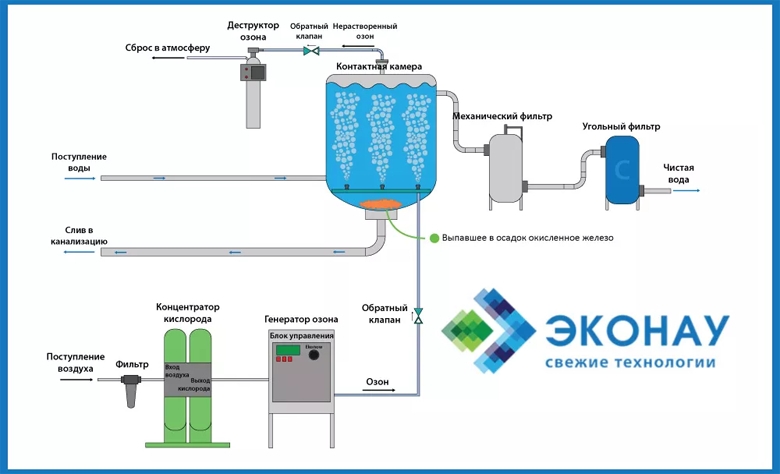 Деструктор
озона
Обратный
клапан
Нерастворенный
озон
Сброс в атмосферу
Контактная камера
Механический фильтр
Угольный фильтр
Поступление
воды
C
Чистая
вода
Слив в
канализацию
Выпавшее в осадок окисленное железо
Концентратор
кислорода
Генератор озона
Обратный
клапан
Блок управления
ЭКОНАУ
свежие технологии
Поступление
воздуха
Фильтр
Вход
воздуха
Выход
кислорода
Озон